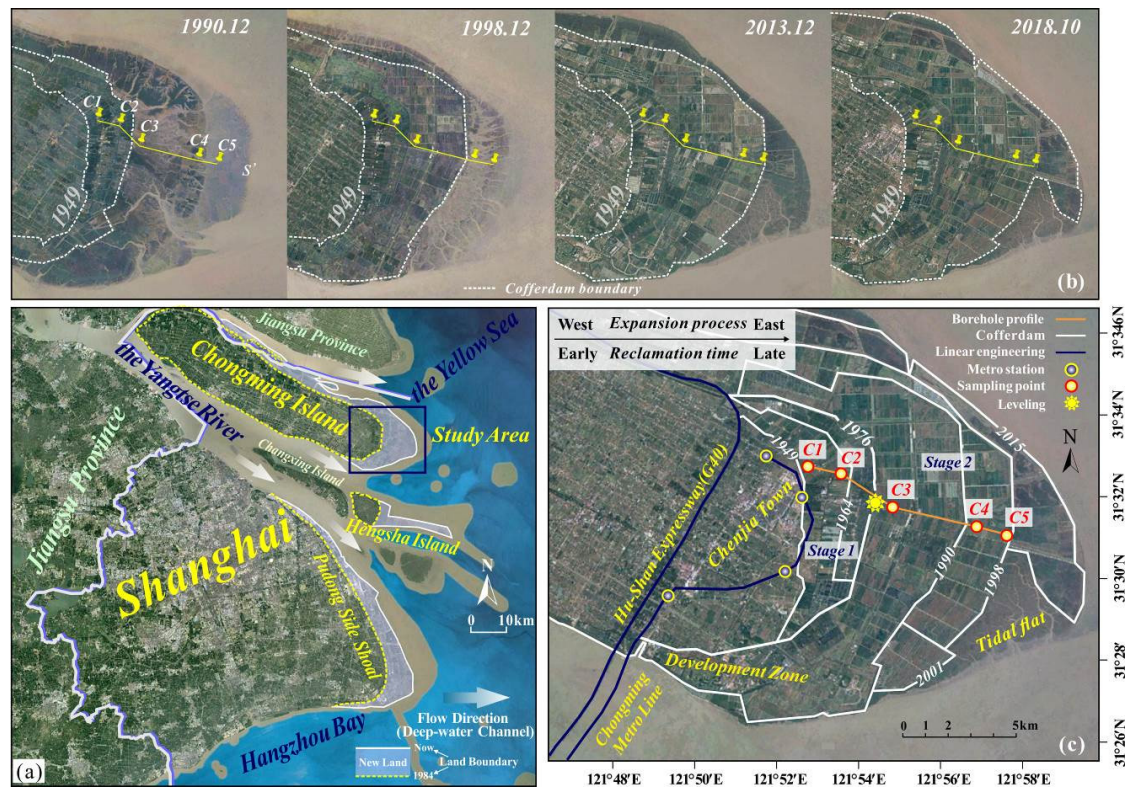 1990.12
1998.12
2013.12
2018.10
C1
C2
C3
C4
C5
S'
1949
1949
1949
1949
Cofferdam boundary
(b)
Jiangsu Province
the Yellow Sea
Chongming Island
the Yangtse River
Study Area
Changxing Island
Jiangsu Province
Hengsha Island
Shanghai
Pudong Side Shoal
N
0 10km
Hangzhou Bay
Flow Direction
(Deep-water Channel)
Now
New Land
Land Boundary
1984
(a)
West Expansion process East
Early Reclamation time Late
Borehole profile
Cofferdam
Linear engineering
Metro station
Sampling point
Leveling
N
2015
1976
1949
C1
C2
Stage 2
Hu-Shan Expressway(G40)
Chenjia Town
1964
C3
C4
C5
Stage 1
1990
1998
Tidal flat
Development Zone
2001
Chongming
Metro Line
0 1 2 5km
(c)
31°346N
31°34′N
31°32′N
31°30′N
31°28′N
31°26′N
121°48′E
121°50′E
121°52′E
121°54′E
121°56′E
121°58′E